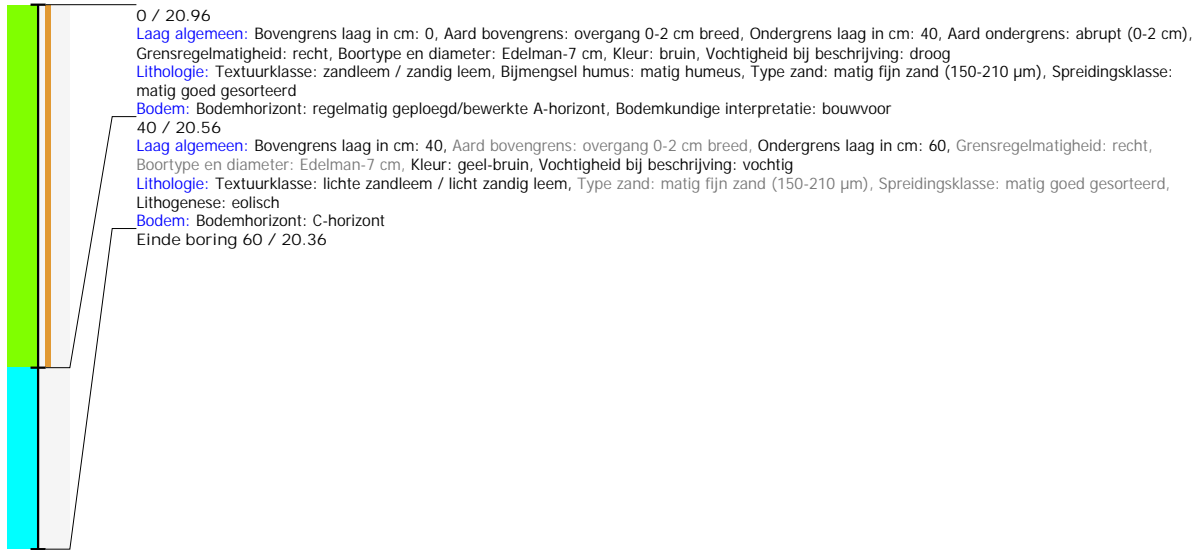 0 / 20.96
Laag algemeen: Bovengrens laag in cm: 0, Aard bovengrens: overgang 0-2 cm breed, Ondergrens laag in cm: 40, Aard ondergrens: abrupt (0-2 cm),
Grensregelmatigheid: recht, Boortype en diameter: Edelman-7 cm, Kleur: bruin, Vochtigheid bij beschrijving: droog
Lithologie: Textuurklasse: zandleem / zandig leem, Bijmengsel humus: matig humeus, Type zand: matig fijn zand (150-210 µm), Spreidingsklasse:
matig goed gesorteerd
Bodem: Bodemhorizont: regelmatig geploegd/bewerkte A-horizont, Bodemkundige interpretatie: bouwvoor
40 / 20.56
Laag algemeen: Bovengrens laag in cm: 40, Aard bovengrens: overgang 0-2 cm breed, Ondergrens laag in cm: 60, Grensregelmatigheid: recht,
Boortype en diameter: Edelman-7 cm, Kleur: geel-bruin, Vochtigheid bij beschrijving: vochtig
Lithologie: Textuurklasse: lichte zandleem / licht zandig leem, Type zand: matig fijn zand (150-210 µm), Spreidingsklasse: matig goed gesorteerd,
Lithogenese: eolisch
Bodem: Bodemhorizont: C-horizont
Einde boring 60 / 20.36